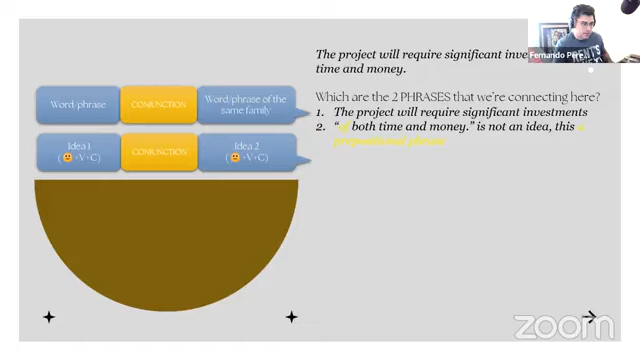 The project will require significant
time and money.
Fernando
Word/phrase
CONJUNCTION
Word/phrase of the
same family
Which are the 2 PHRASES that we're connecting here?
1. The project will require significant investments
2. "of both time and money." is not an idea, this
prepositional phrase
Idea 1
(+V+C)
CONJUNCTION
Idea 2
(+V+C)
zoom